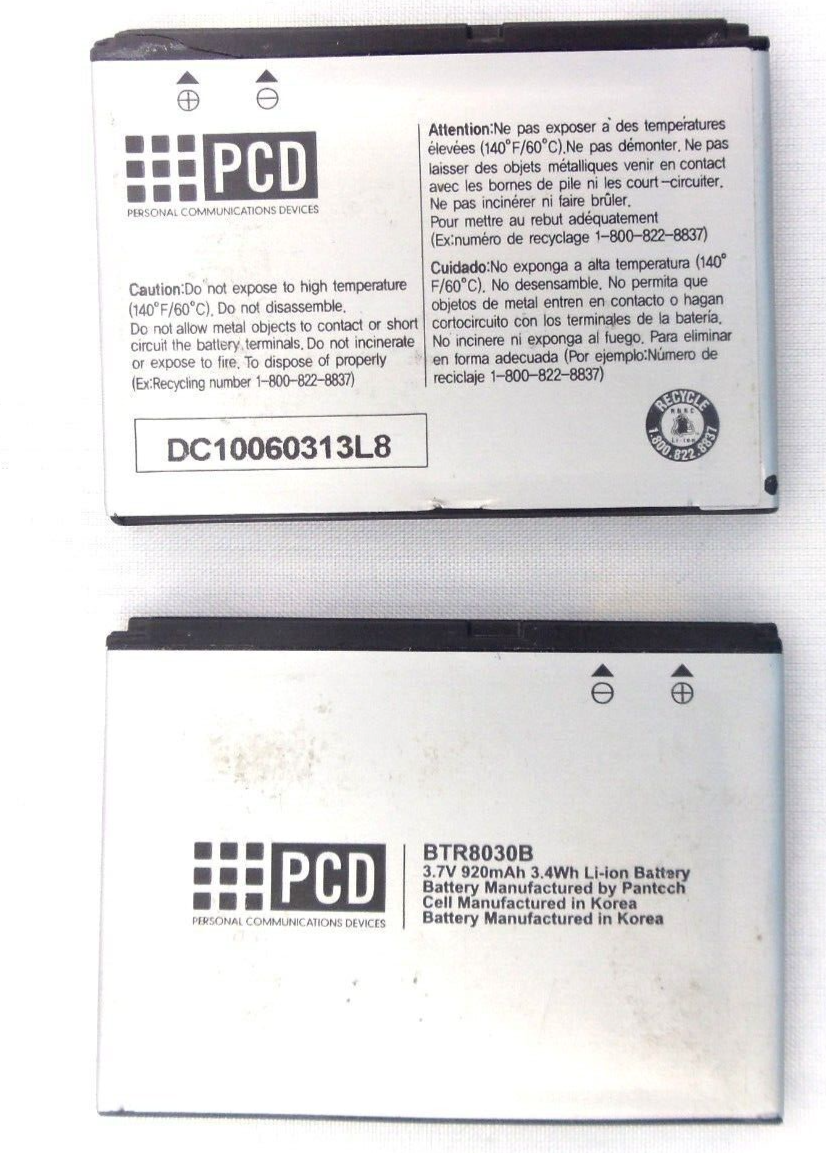 PCD
PERSONAL COMMUNICATIONS DEVICES
Caution:Do not expose to high temperature
(140°F/60°C). Do not disassemble.
Do not allow metal objects to contact or short
circuit the battery terminals. Do not incinerate
or expose to fire. To dispose of properly
(Ex:Recycling number 1-800-822-8837)
DC10060313L8
Attention:Ne pas exposer a` des temperatures
élevées (140°F/60°C).Ne pas démonter. Ne pas
laisser des objets métalliques venir en contact
avec les bornes de pile ni les court-circuiter.
Ne pas incinérer ni faire brûler.
Pour mettre au rebut adéquatement
(Ex:numéro de recyclage 1-800-822-8837)
Cuidado:No exponga a alta temperatura (140°
F/60°C). No desensamble. No permita que
objetos de metal entren en contacto o hagan
cortocircuito con los terminales de la batería.
No incinere ni exponga al fuego. Para eliminar
en forma adecuada (Por ejemplo:Número de
reciclaje 1-800-822-8837)
RECYCLE
RBRC
Li-ion
1.800.822.8837
PCD
PERSONAL COMMUNICATIONS DEVICES
BTR8030B
3.7V 920mAh 3.4Wh Li-ion Battery
Battery Manufactured by Pantech
Cell Manufactured in Korea
Battery Manufactured in Korea